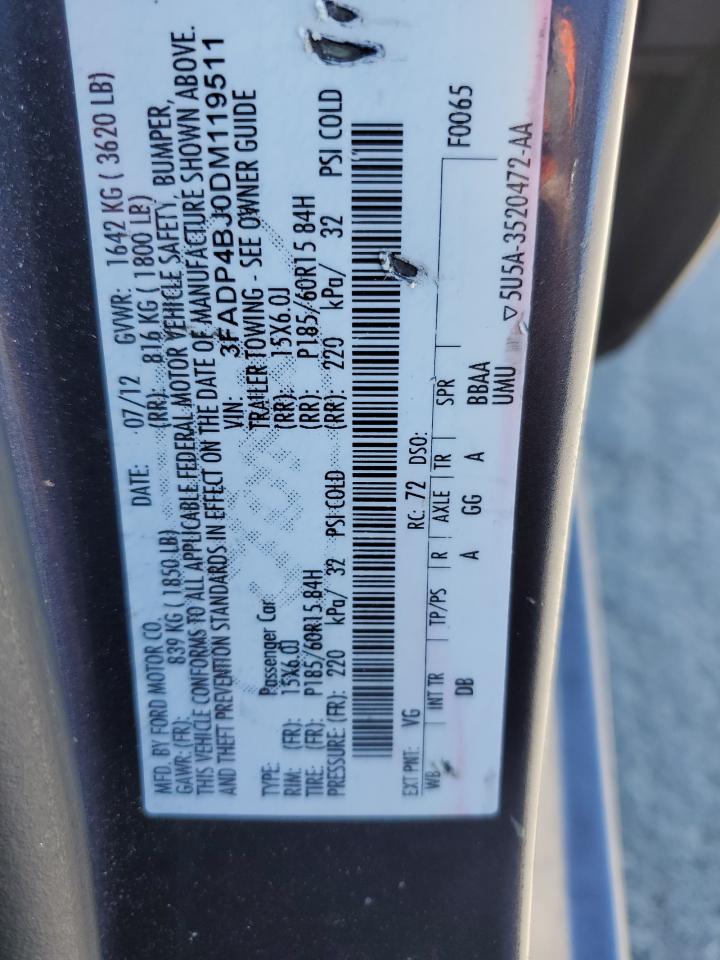 MFD. BY FORD MOTOR CO.
DATE: 07/12 GVWR: 1642 KG ( 3620 LB)
GAWR: (FR): 839 KG ( 1850 LB) (RR): 816 KG ( 1800 LB)
THIS VEHICLE CONFORMS TO ALL APPLICABLE FEDERAL MOTOR VEHICLE SAFETY, BUMPER,
AND THEFT PREVENTION STANDARDS IN EFFECT ON THE DATE OF MANUFACTURE SHOWN ABOVE.
VIN: 3FADP4BJ0DM119511
TYPE: Passenger Car TRAILER TOWING - SEE OWNER GUIDE
RIM: (FR): 15X6.0J (RR): 15X6.0J
TIRE: (FR): P185/60R15 84H (RR): P185/60R15 84H
PRESSURE: (FR): 220 kPa/ 32 PSI COLD (RR): 220 kPa/ 32 PSI COLD
EXT PNT: VG RC: 72 DSO: F0065
WB INT TR TP/PS R AXLE TR SPR
DB A GG A BBAA
UMU
▽ 5U5A-3520472-AA